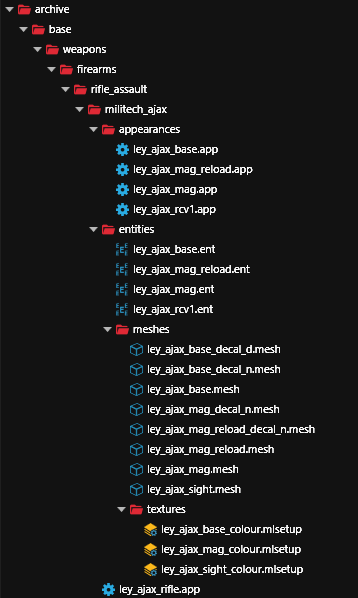 archive
base
weapons
firearms
rifle_assault
militech_ajax
appearances
ley_ajax_base.app
ley_ajax_mag_reload.app
ley_ajax_mag.app
ley_ajax_rcv1.app
entities
ley_ajax_base.ent
ley_ajax_mag_reload.ent
ley_ajax_mag.ent
ley_ajax_rcv1.ent
meshes
ley_ajax_base_decal_d.mesh
ley_ajax_base_decal_n.mesh
ley_ajax_base.mesh
ley_ajax_mag_decal_n.mesh
ley_ajax_mag_reload_decal_n.mesh
ley_ajax_mag_reload.mesh
ley_ajax_mag.mesh
ley_ajax_sight.mesh
textures
ley_ajax_base_colour.mlsetup
ley_ajax_mag_colour.mlsetup
ley_ajax_sight_colour.mlsetup
ley_ajax_rifle.app